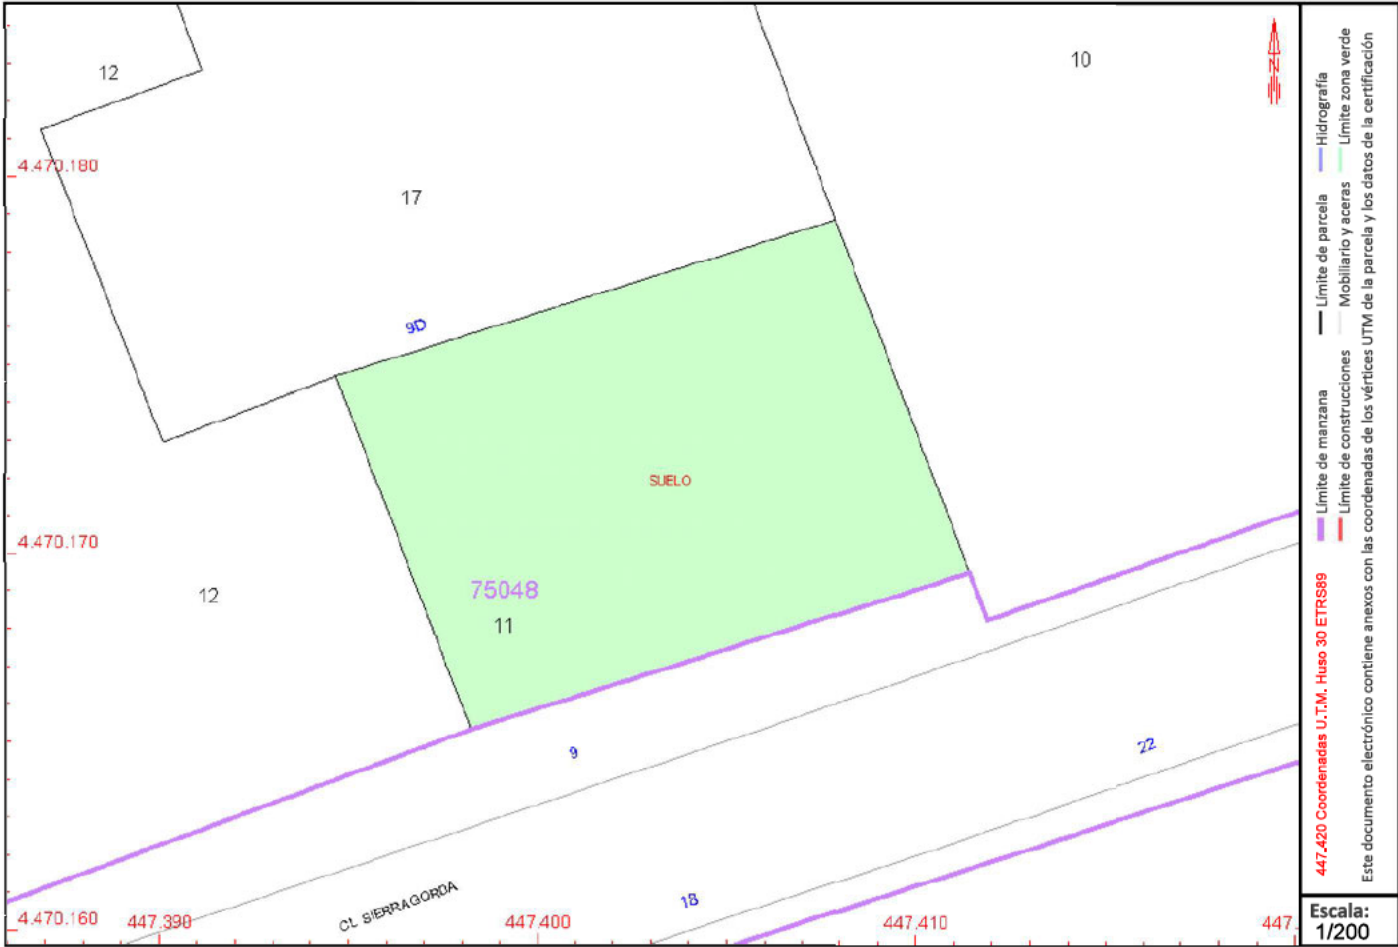 12
10
N
4.470.180
17
9D
SUELO
4.470.170
75048
12
11
9
22
CL SIERRAGORDA
18
4.470.160
447.390
447.400
447.410
447.
447.420 Coordenadas U.T.M. Huso 30 ETRS89
Límite de manzana
Límite de parcela
Hidrografía
Límite de construcciones
Mobiliario y aceras
Límite zona verde
Este documento electrónico contiene anexos con las coordenadas de los vértices UTM de la parcela y los datos de la certificación
Escala:
1/200